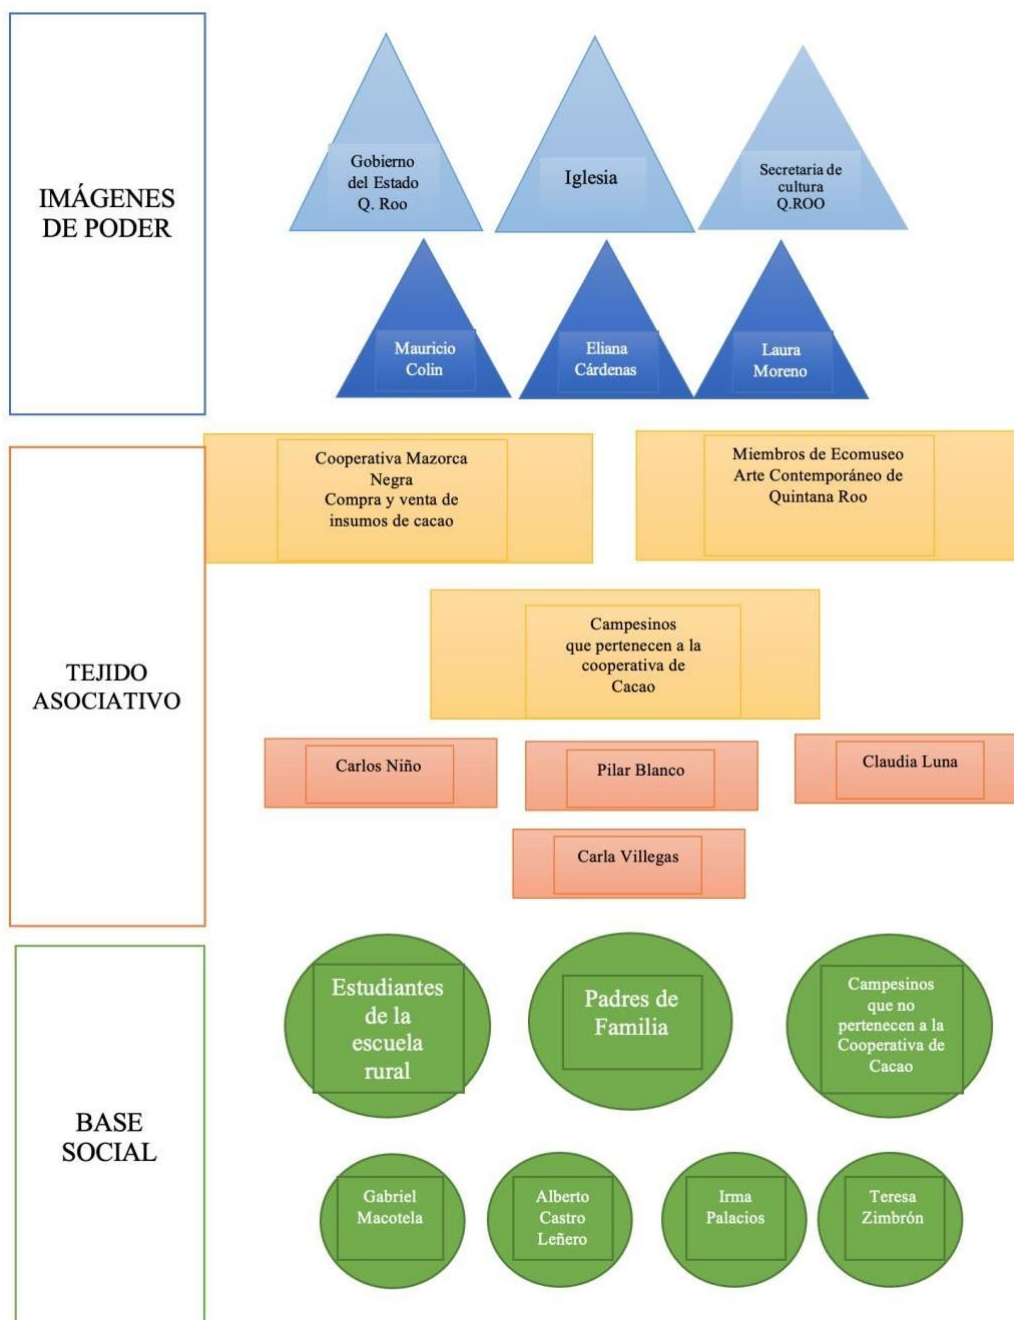 IMÁGENES
DE PODER
Gobierno
del Estado
Q. Roo
Iglesia
Secretaria de
cultura
Q.ROO
Mauricio
Colin
Eliana
Cárdenas
Laura
Moreno
TEJIDO
ASOCIATIVO
Cooperativa Mazorca
Negra
Compra y venta de
insumos de cacao
Miembros de Ecomuseo
Arte Contemporáneo de
Quintana Roo
Campesinos
que pertenecen a la
cooperativa de
Cacao
Carlos Niño
Pilar Blanco
Claudia Luna
Carla Villegas
BASE
SOCIAL
Estudiantes
de la
escuela
rural
Padres de
Familia
Campesinos
que no
pertenecen a la
Cooperativa de
Cacao
Gabriel
Macotela
Alberto
Castro
Leñero
Irma
Palacios
Teresa
Zimbrón